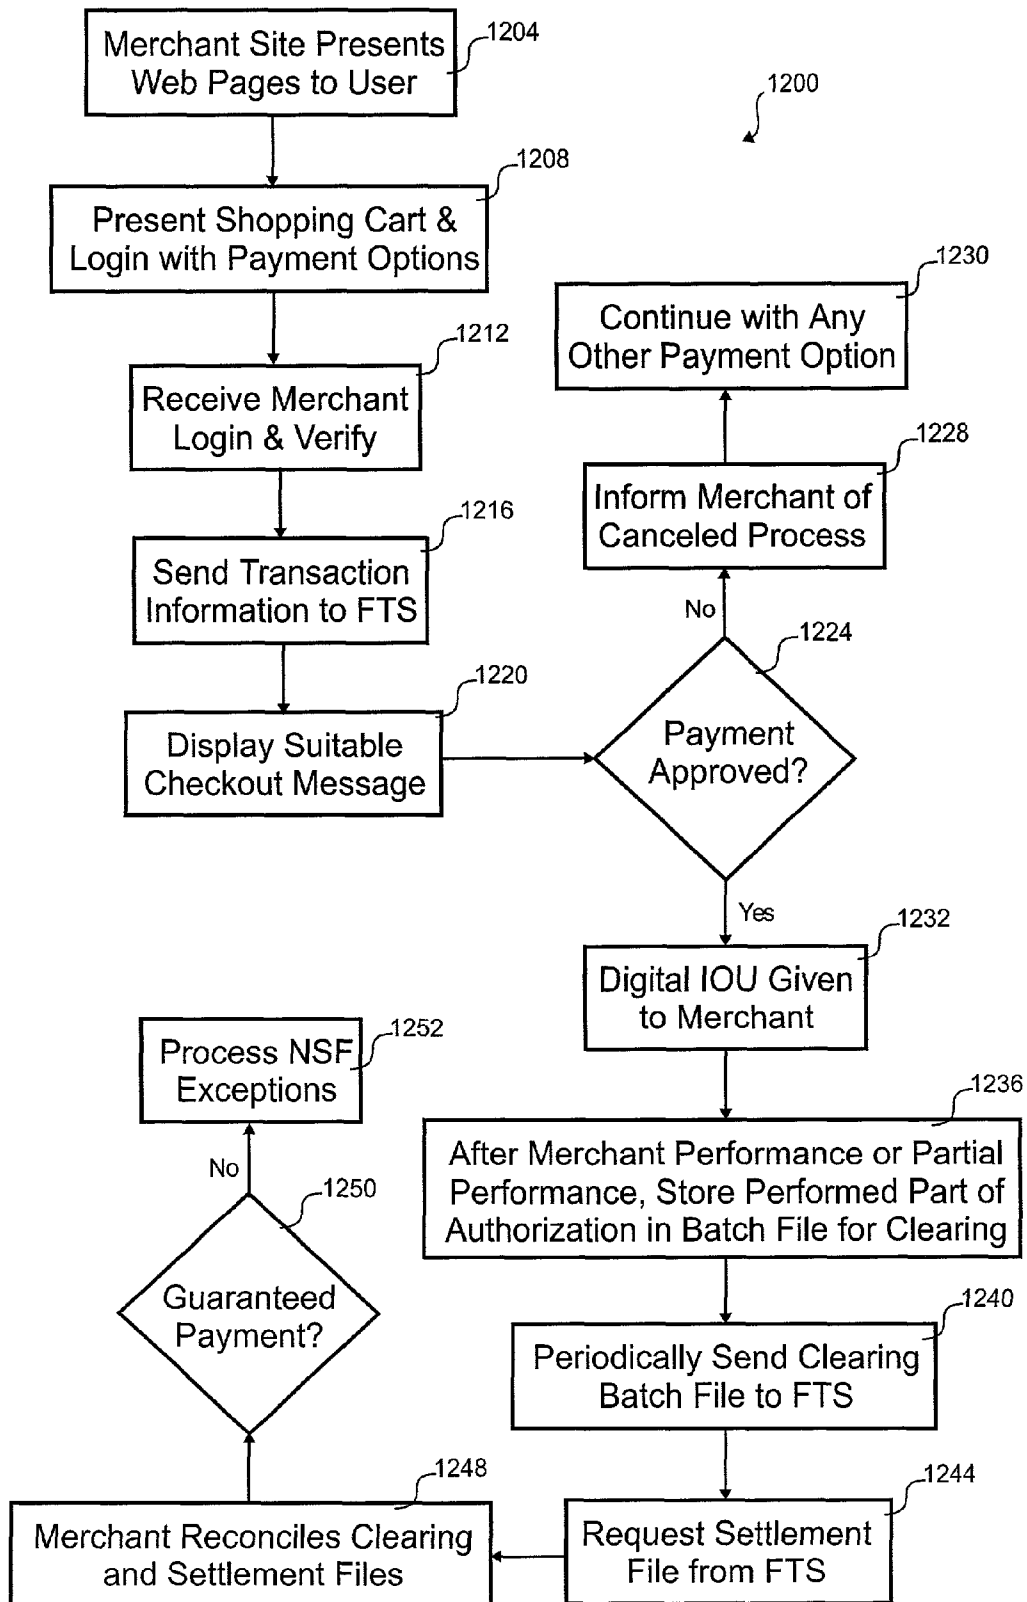 1204
Merchant Site Presents
Web Pages to User
1200
1208
Present Shopping Cart &
Login with Payment Options
1230
Continue with Any
Other Payment Option
1212
Receive Merchant
Login & Verify
1228
Inform Merchant of
Canceled Process
1216
Send Transaction
Information to FTS
No
1224
Payment
Approved?
1220
Display Suitable
Checkout Message
Yes
1232
Digital IOU Given
to Merchant
1236
After Merchant Performance or Partial
Performance, Store Performed Part of
Authorization in Batch File for Clearing
1240
Periodically Send Clearing
Batch File to FTS
1244
Request Settlement
File from FTS
1248
Merchant Reconciles Clearing
and Settlement Files
1250
Guaranteed
Payment?
No
1252
Process NSF
Exceptions